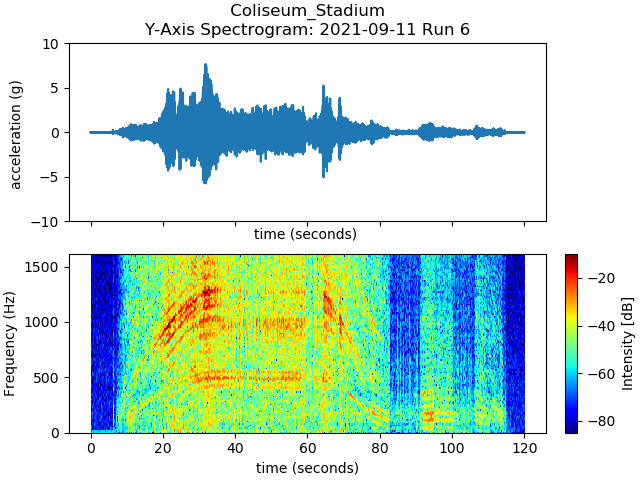 Coliseum_Stadium
Y-Axis Spectrogram: 2021-09-11 Run 6
10
5
0
−5
−10
acceleration (g)
time (seconds)
1500
1000
500
0
Frequency (Hz)
0 20 40 60 80 100 120
time (seconds)
−20
−40
−60
−80
Intensity [dB]